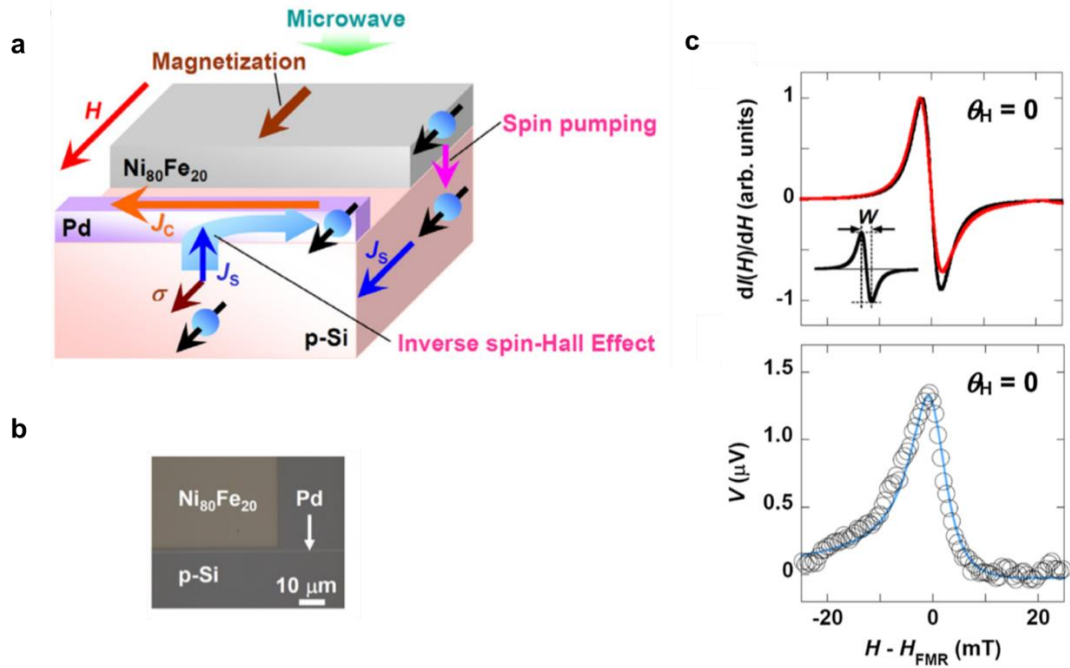 a
Microwave
Magnetization
H
Spin pumping
Ni80Fe20
Pd
JC
JS
JS
σ
p-Si
Inverse spin-Hall Effect
b
Ni80Fe20
Pd
p-Si
10 μm
c
dI(H)/dH (arb. units)
1
0
-1
θH = 0
W
V (μV)
1.5
1.0
0.5
0
θH = 0
-20
0
20
H - HFMR (mT)